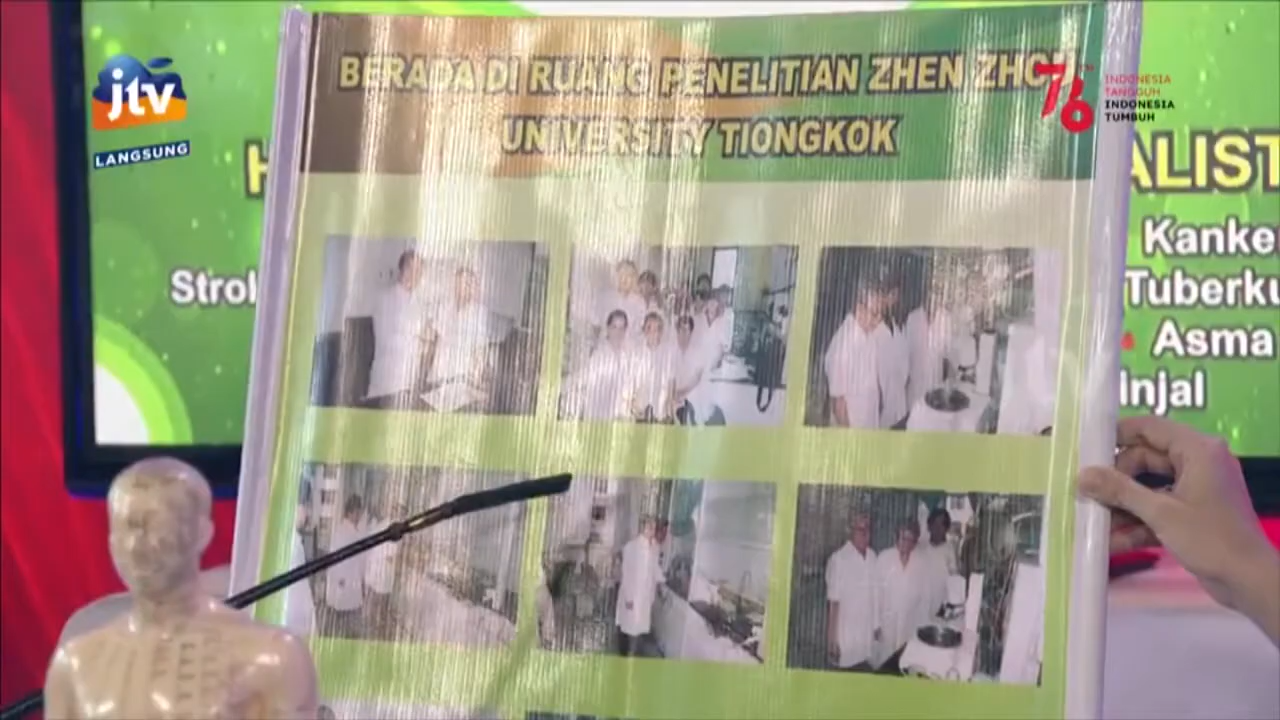 jtv
LANGSUNG
BERADA DI RUANG PENELITIAN ZHEN ZHOU
UNIVERSITY TIONGKOK
76
INDONESIA
TANGGUH
INDONESIA
TUMBUH
H
ALIST
Kanke
Strok
Tuberku
Asma
injal